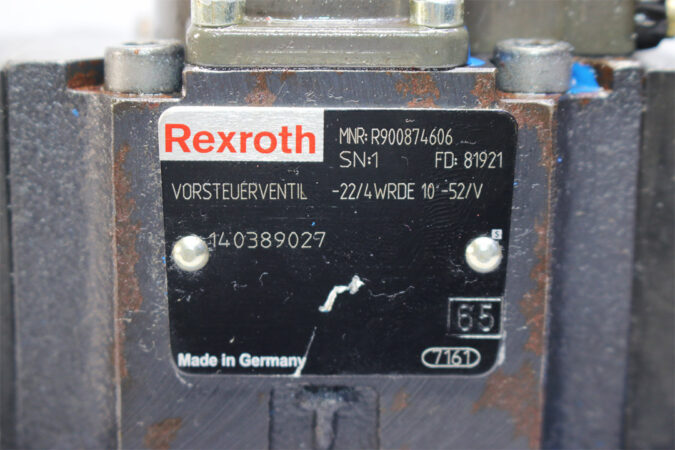 Rexroth
MNR: R900874606
SN:1 FD: 81921
VORSTEUERVENTIL -22/4WRDE 10 -52/V
140389027
S
65
Made in Germany
7161
T